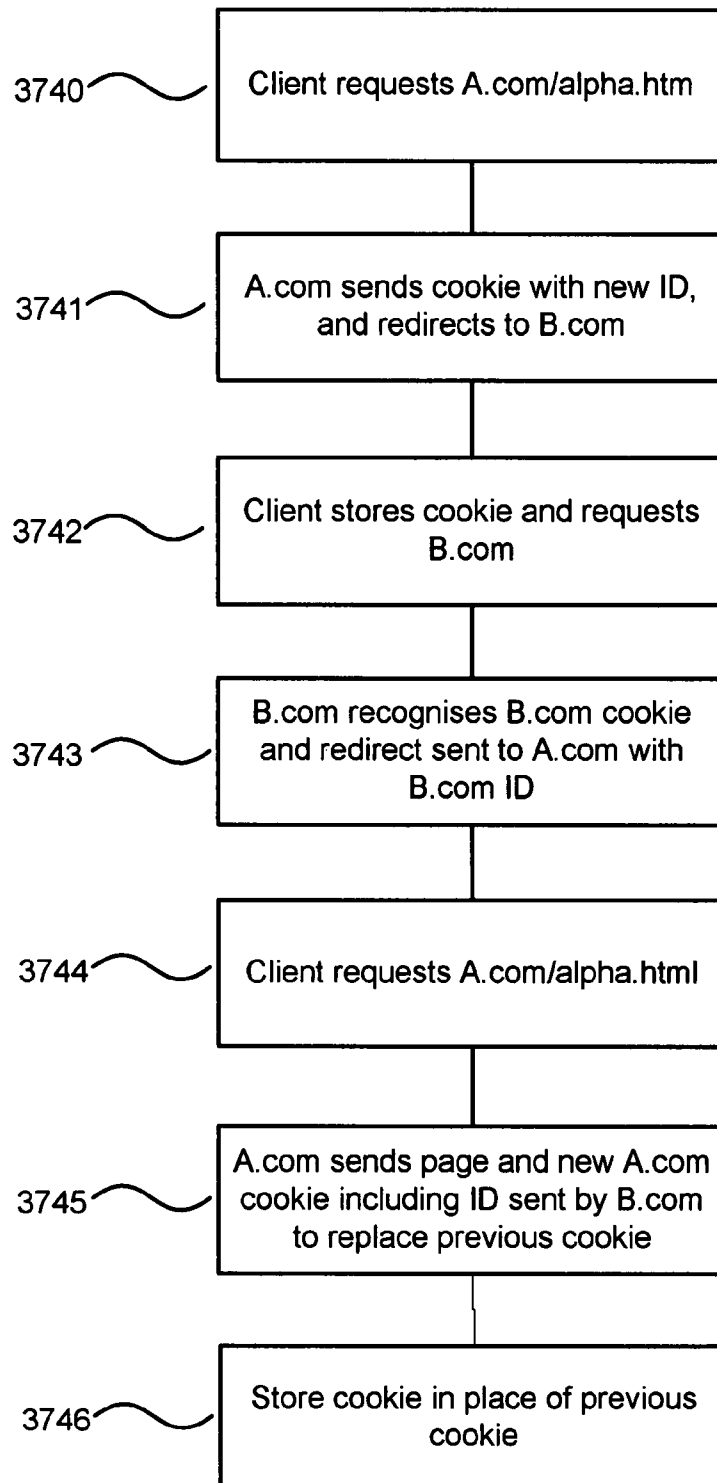 3740
Client requests A.com/alpha.htm
3741
A.com sends cookie with new ID,
and redirects to B.com
3742
Client stores cookie and requests
B.com
3743
B.com recognises B.com cookie
and redirect sent to A.com with
B.com ID
3744
Client requests A.com/alpha.html
3745
A.com sends page and new A.com
cookie including ID sent by B.com
to replace previous cookie
3746
Store cookie in place of previous
cookie